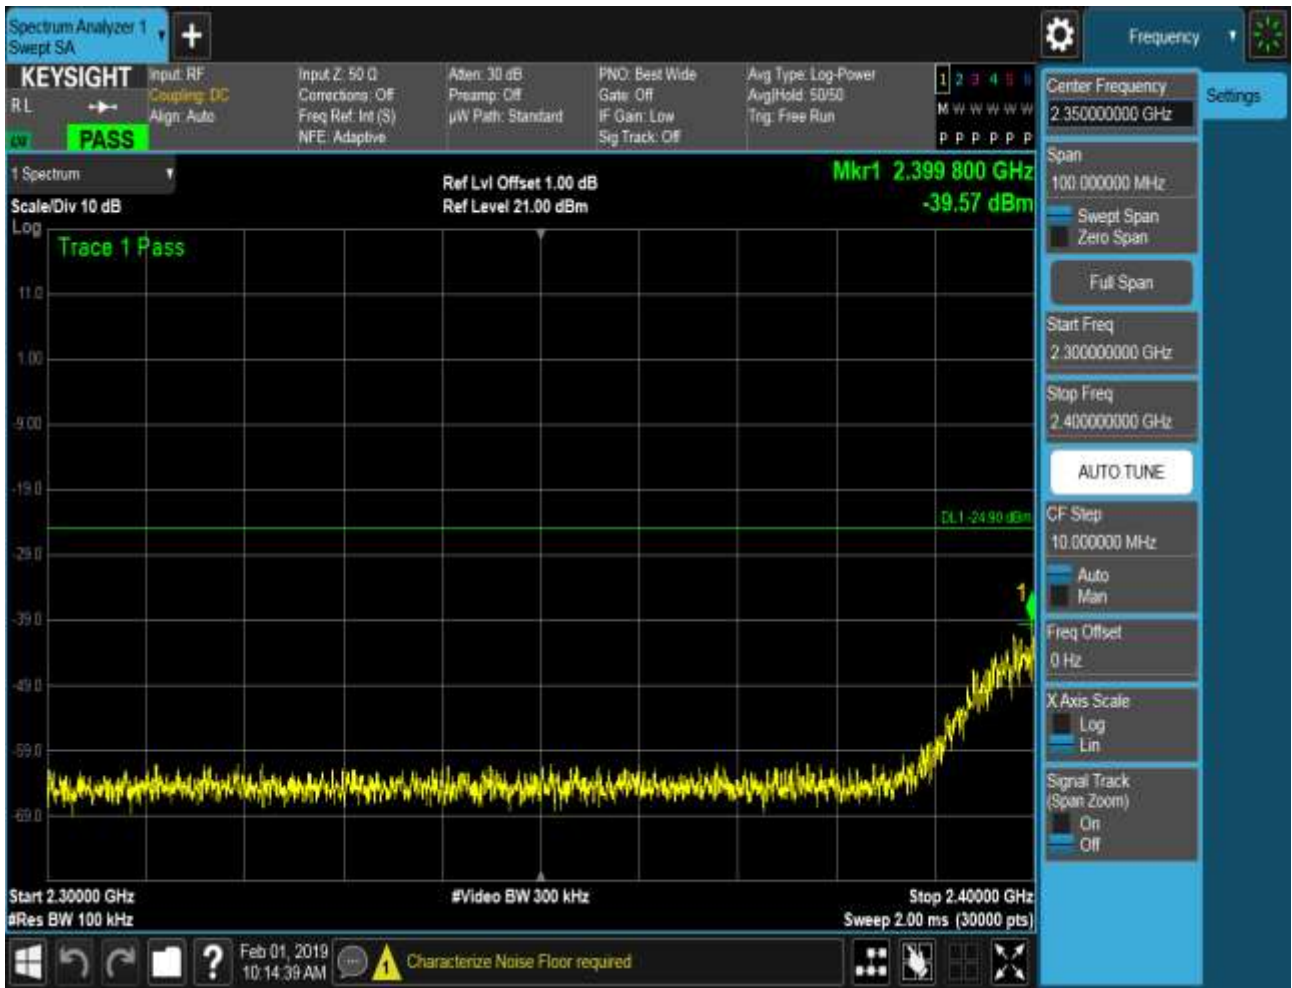 Spectrum Analyzer 1
Swept SA
+
Frequency
KEYSIGHT
RL
PASS
Input: RF
Coupling: DC
Align: Auto
Input Z: 50 Ω
Corrections: Off
Freq Ref: Int (S)
NFE: Adaptive
Atten: 30 dB
Preamp: Off
µW Path: Standard
PNO: Best Wide
Gate: Off
IF Gain: Low
Sig Track: Off
Avg Type: Log-Power
Avg|Hold: 50/50
Trig: Free Run
1 2 3 4 5 6
M W W W W W
P P P P P P
1 Spectrum
Scale/Div 10 dB
Ref Lvl Offset 1.00 dB
Ref Level 21.00 dBm
Mkr1 2.399 800 GHz
-39.57 dBm
Log
Trace 1 Pass
11.0
1.00
-9.00
-19.0
DL1 -24.90 dBm
-29.0
1
-39.0
-49.0
-59.0
-69.0
Start 2.30000 GHz
#Video BW 300 kHz
Stop 2.40000 GHz
#Res BW 100 kHz
Sweep 2.00 ms (30000 pts)
Center Frequency
2.350000000 GHz
Settings
Span
100.000000 MHz
Swept Span
Zero Span
Full Span
Start Freq
2.300000000 GHz
Stop Freq
2.400000000 GHz
AUTO TUNE
CF Step
10.000000 MHz
Auto
Man
Freq Offset
0 Hz
X Axis Scale
Log
Lin
Signal Track
(Span Zoom)
On
Off
?
Feb 01, 2019
10:14:39 AM
1
Characterize Noise Floor required